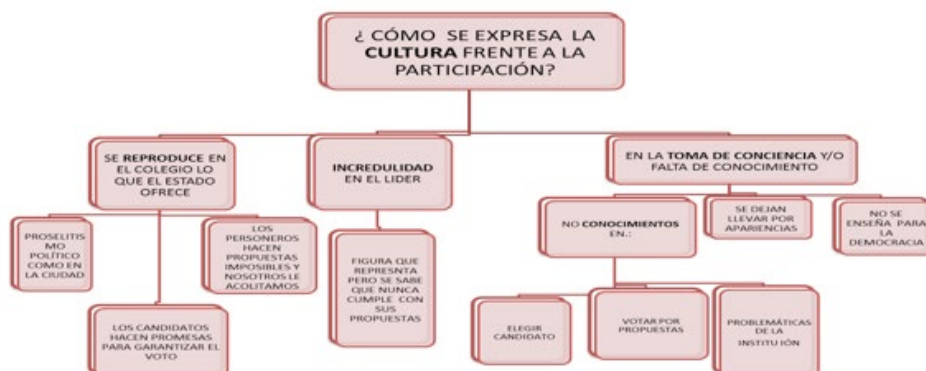 ¿ CÓMO SE EXPRESA LA
CULTURA FRENTE A LA
PARTICIPACIÓN?
SE REPRODUCE EN
EL COLEGIO LO
QUE EL ESTADO
OFRECE
INCREDULIDAD
EN EL LIDER
EN LA TOMA DE CONCIENCIA Y/O
FALTA DE CONOCIMIENTO
PROSELITIS
MO
POLÍTICO
COMO EN
LA CIUDAD
LOS
PERSONEROS
HACEN
PROPUESTAS
IMPOSIBLES Y
NOSOTROS LE
ACOLITAMOS
LOS CANDIDATOS
HACEN PROMESAS
PARA GARANTIZAR EL
VOTO
FIGURA QUE
REPRESNTA
PERO SE SABE
QUE NUNCA
CUMPLE CON
SUS
PROPUESTAS
NO CONOCIMIENTOS
EN.:
SE DEJAN
LLEVAR POR
APARIENCIAS
NO SE
ENSEÑA PARA
LA
DEMOCRACIA
ELEGIR
CANDIDATO
VOTAR POR
PROPUESTAS
PROBLEMÁTICAS
DE LA
INSTITU IÓN